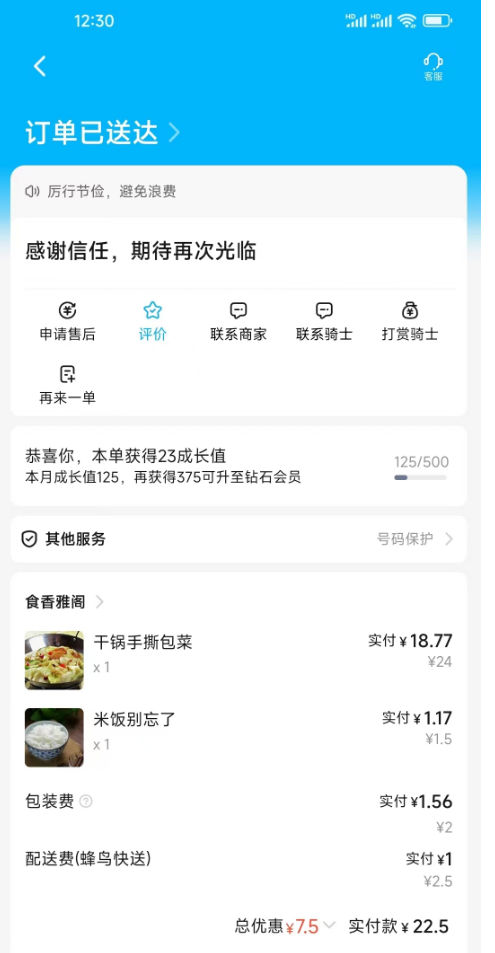 12:30
HD HD
客服
订单已送达
厉行节俭，避免浪费
感谢信任，期待再次光临
申请售后 评价 联系商家 联系骑士 打赏骑士
再来一单
恭喜你，本单获得23成长值
125/500
本月成长值125，再获得375可升至钻石会员
其他服务 号码保护
食香雅阁
干锅手撕包菜 实付¥18.77
x 1 ¥24
米饭别忘了 实付¥1.17
x 1 ¥1.5
包装费 ? 实付¥1.56
¥2
配送费(蜂鸟快送) 实付¥1
¥2.5
总优惠¥7.5 实付款¥22.5